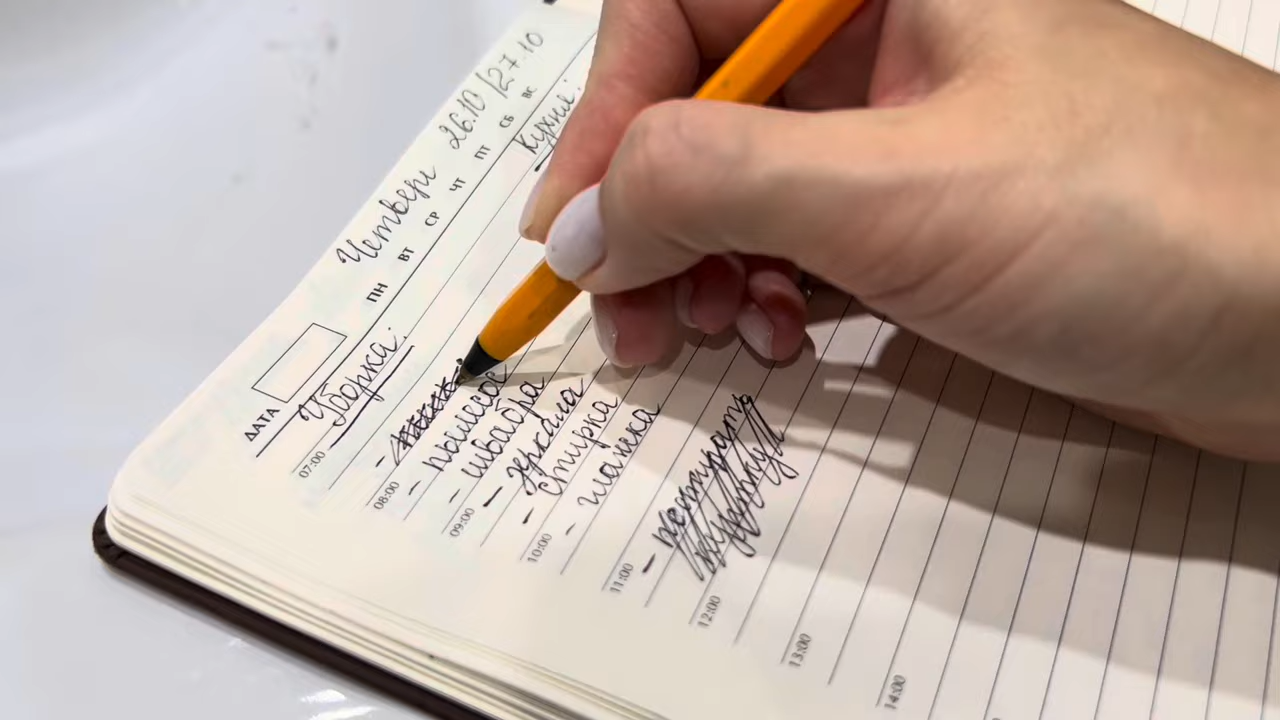 Четверг 26.10 /27.10
ПН ВТ СР ЧТ ПТ СБ ВС
ДАТА
Уборка:
Кухня:
07:00
08:00
- пылесос
- швабра
09:00
- зеркала
- стирка
10:00
- глажка
11:00
-
12:00
13:00
14:00